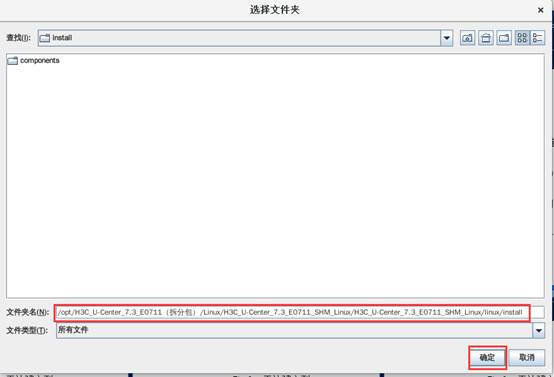 选择文件夹
查找(I): install
components
文件夹名(N): /opt/H3C_U-Center_7.3_E0711（拆分包）/Linux/H3C_U-Center_7.3_E0711_SHM_Linux/H3C_U-Center_7.3_E0711_SHM_Linux/linux/install
文件类型(T): 所有文件
确定 取消